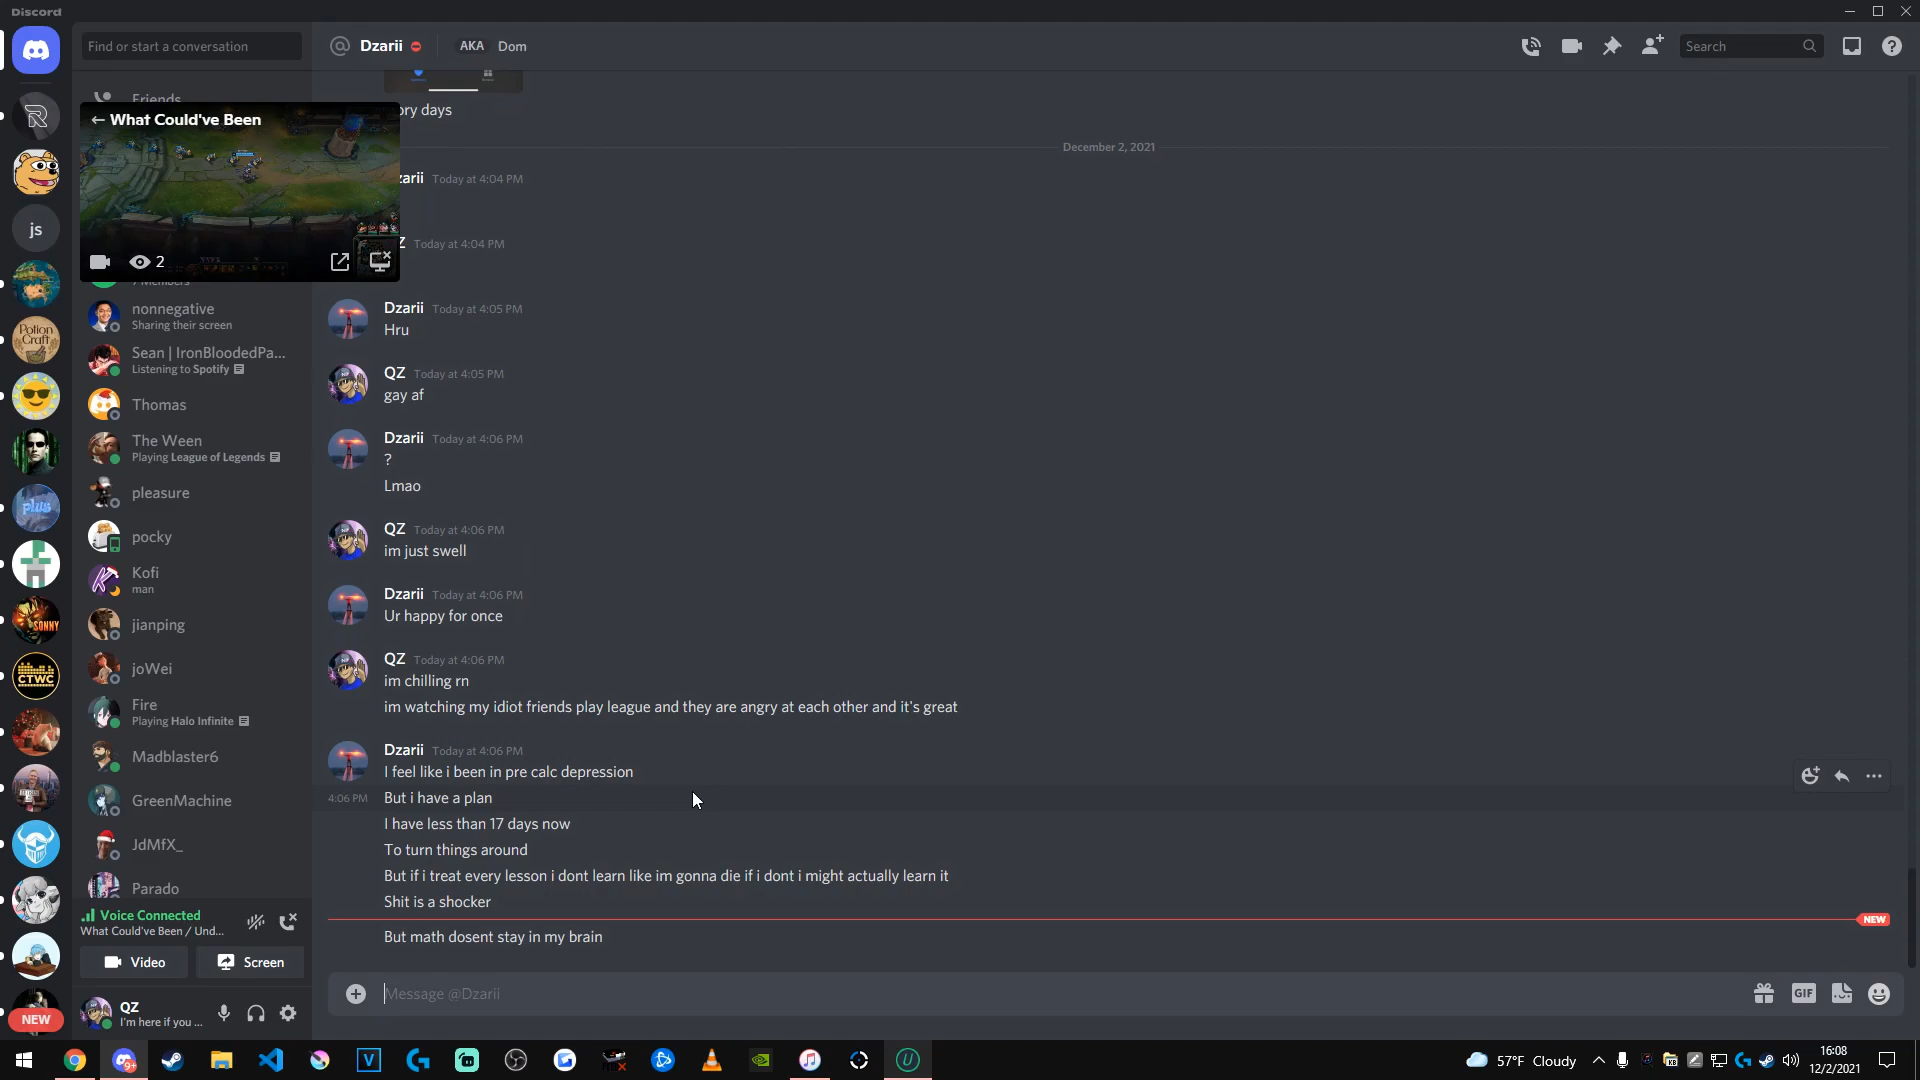 Discord
Find or start a conversation
Dzarii
AKA Dom
Search
Friends
What Could've Been
2
ory days
December 2, 2021
zarii Today at 4:04 PM
Z Today at 4:04 PM
Dzarii Today at 4:05 PM
Hru
QZ Today at 4:05 PM
gay af
Dzarii Today at 4:06 PM
?
Lmao
QZ Today at 4:06 PM
im just swell
Dzarii Today at 4:06 PM
Ur happy for once
QZ Today at 4:06 PM
im chilling rn
im watching my idiot friends play league and they are angry at each other and it's great
Dzarii Today at 4:06 PM
I feel like i been in pre calc depression
4:06 PM But i have a plan
I have less than 17 days now
To turn things around
But if i treat every lesson i dont learn like im gonna die if i dont i might actually learn it
Shit is a shocker
NEW
But math dosent stay in my brain
Message @Dzarii
GIF
7 Members
nonnegative
Sharing their screen
Sean | IronBloodedPa...
Listening to Spotify
Thomas
The Ween
Playing League of Legends
pleasure
pocky
Kofi
man
jianping
joWei
Fire
Playing Halo Infinite
Madblaster6
GreenMachine
JdMfX_
Parado
Voice Connected
What Could've Been / Und...
Video
Screen
QZ
I'm here if you ...
js
Potion
Craft
plus
SONNY
CTWC
NEW
57°F Cloudy
16:08
12/2/2021